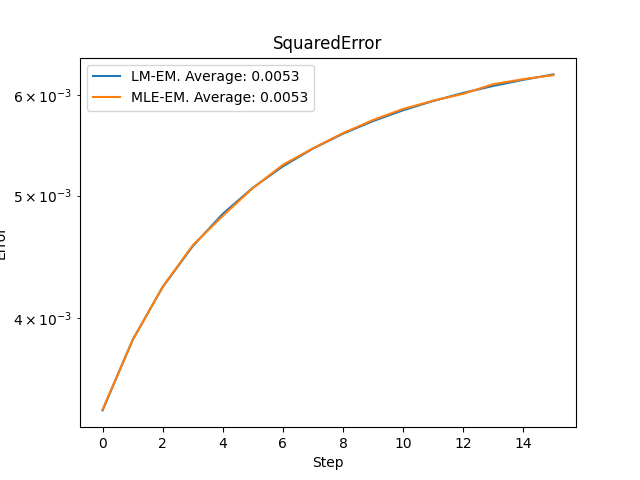 SquaredError
LM-EM. Average: 0.0053
MLE-EM. Average: 0.0053
6 × 10⁻³
5 × 10⁻³
4 × 10⁻³
Error
0 2 4 6 8 10 12 14
Step